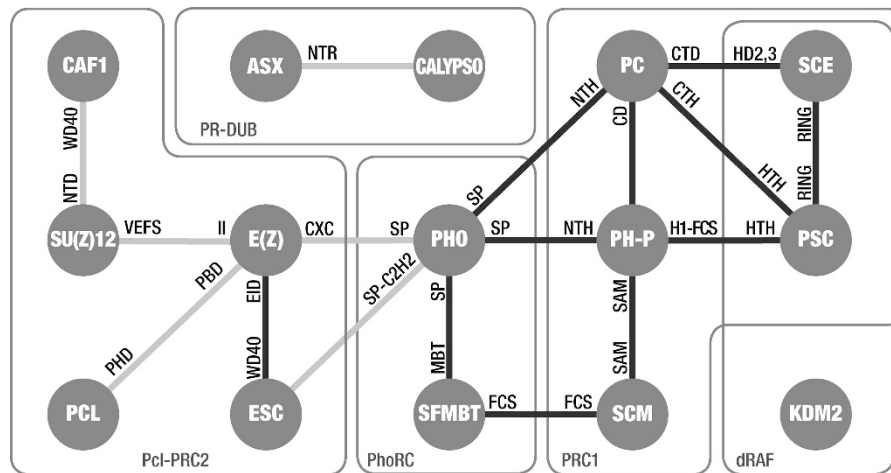 CAF1
ASX
NTR
CALYPSO
PC
CTD
HD2,3
SCE
WD40
NTD
PR-DUB
NTH
CD
CTH
HTH
RING
RING
SP
SU(Z)12
VEFS
II
E(Z)
CXC
SP
PHO
SP
NTH
PH-P
H1-FCS
HTH
PSC
PBD
PHD
EID
WD40
SP-C2H2
SP
MBT
SAM
SAM
PCL
ESC
SFMBT
FCS
FCS
SCM
KDM2
Pcl-PRC2
PhoRC
PRC1
dRAF